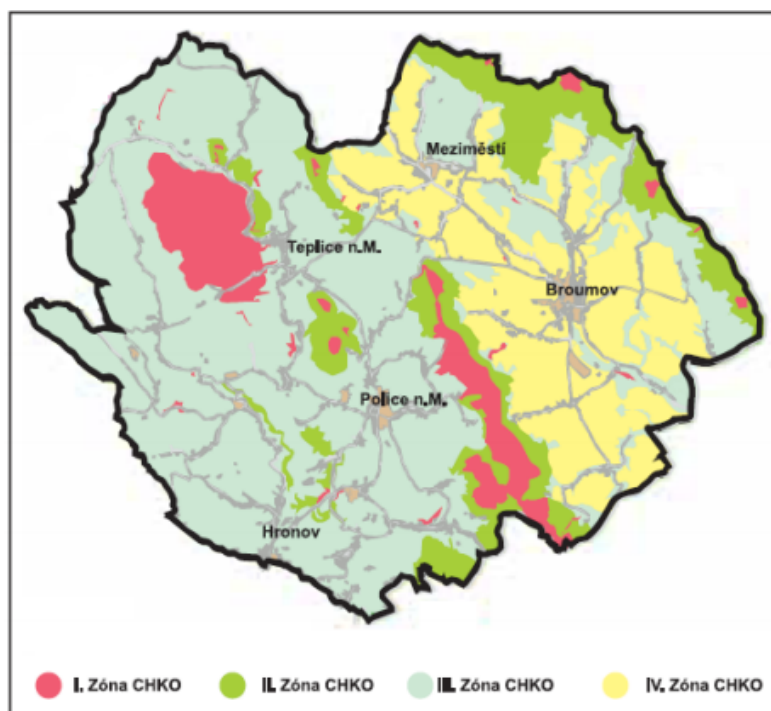 Meziměstí
Teplice n.M.
Broumov
Police n.M.
Hronov
I. Zóna CHKO
II. Zóna CHKO
III. Zóna CHKO
IV. Zóna CHKO